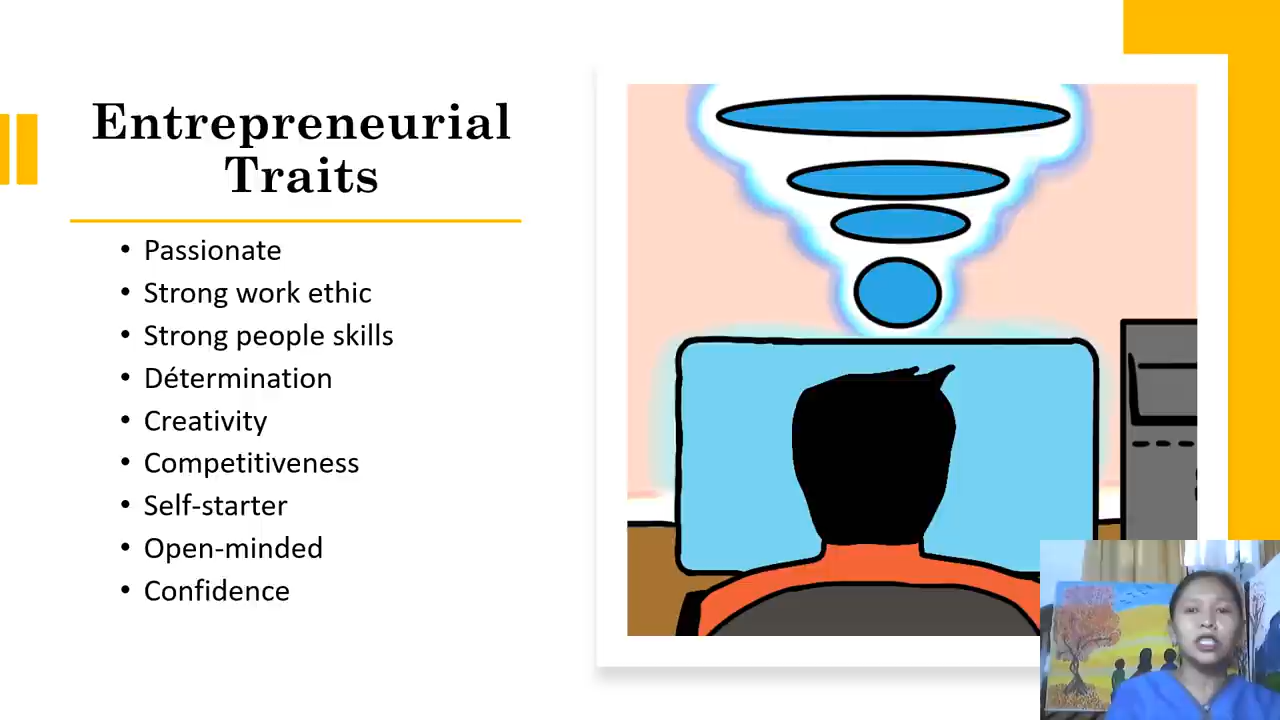 Entrepreneurial
Traits
• Passionate
• Strong work ethic
• Strong people skills
• Détermination
• Creativity
• Competitiveness
• Self-starter
• Open-minded
• Confidence